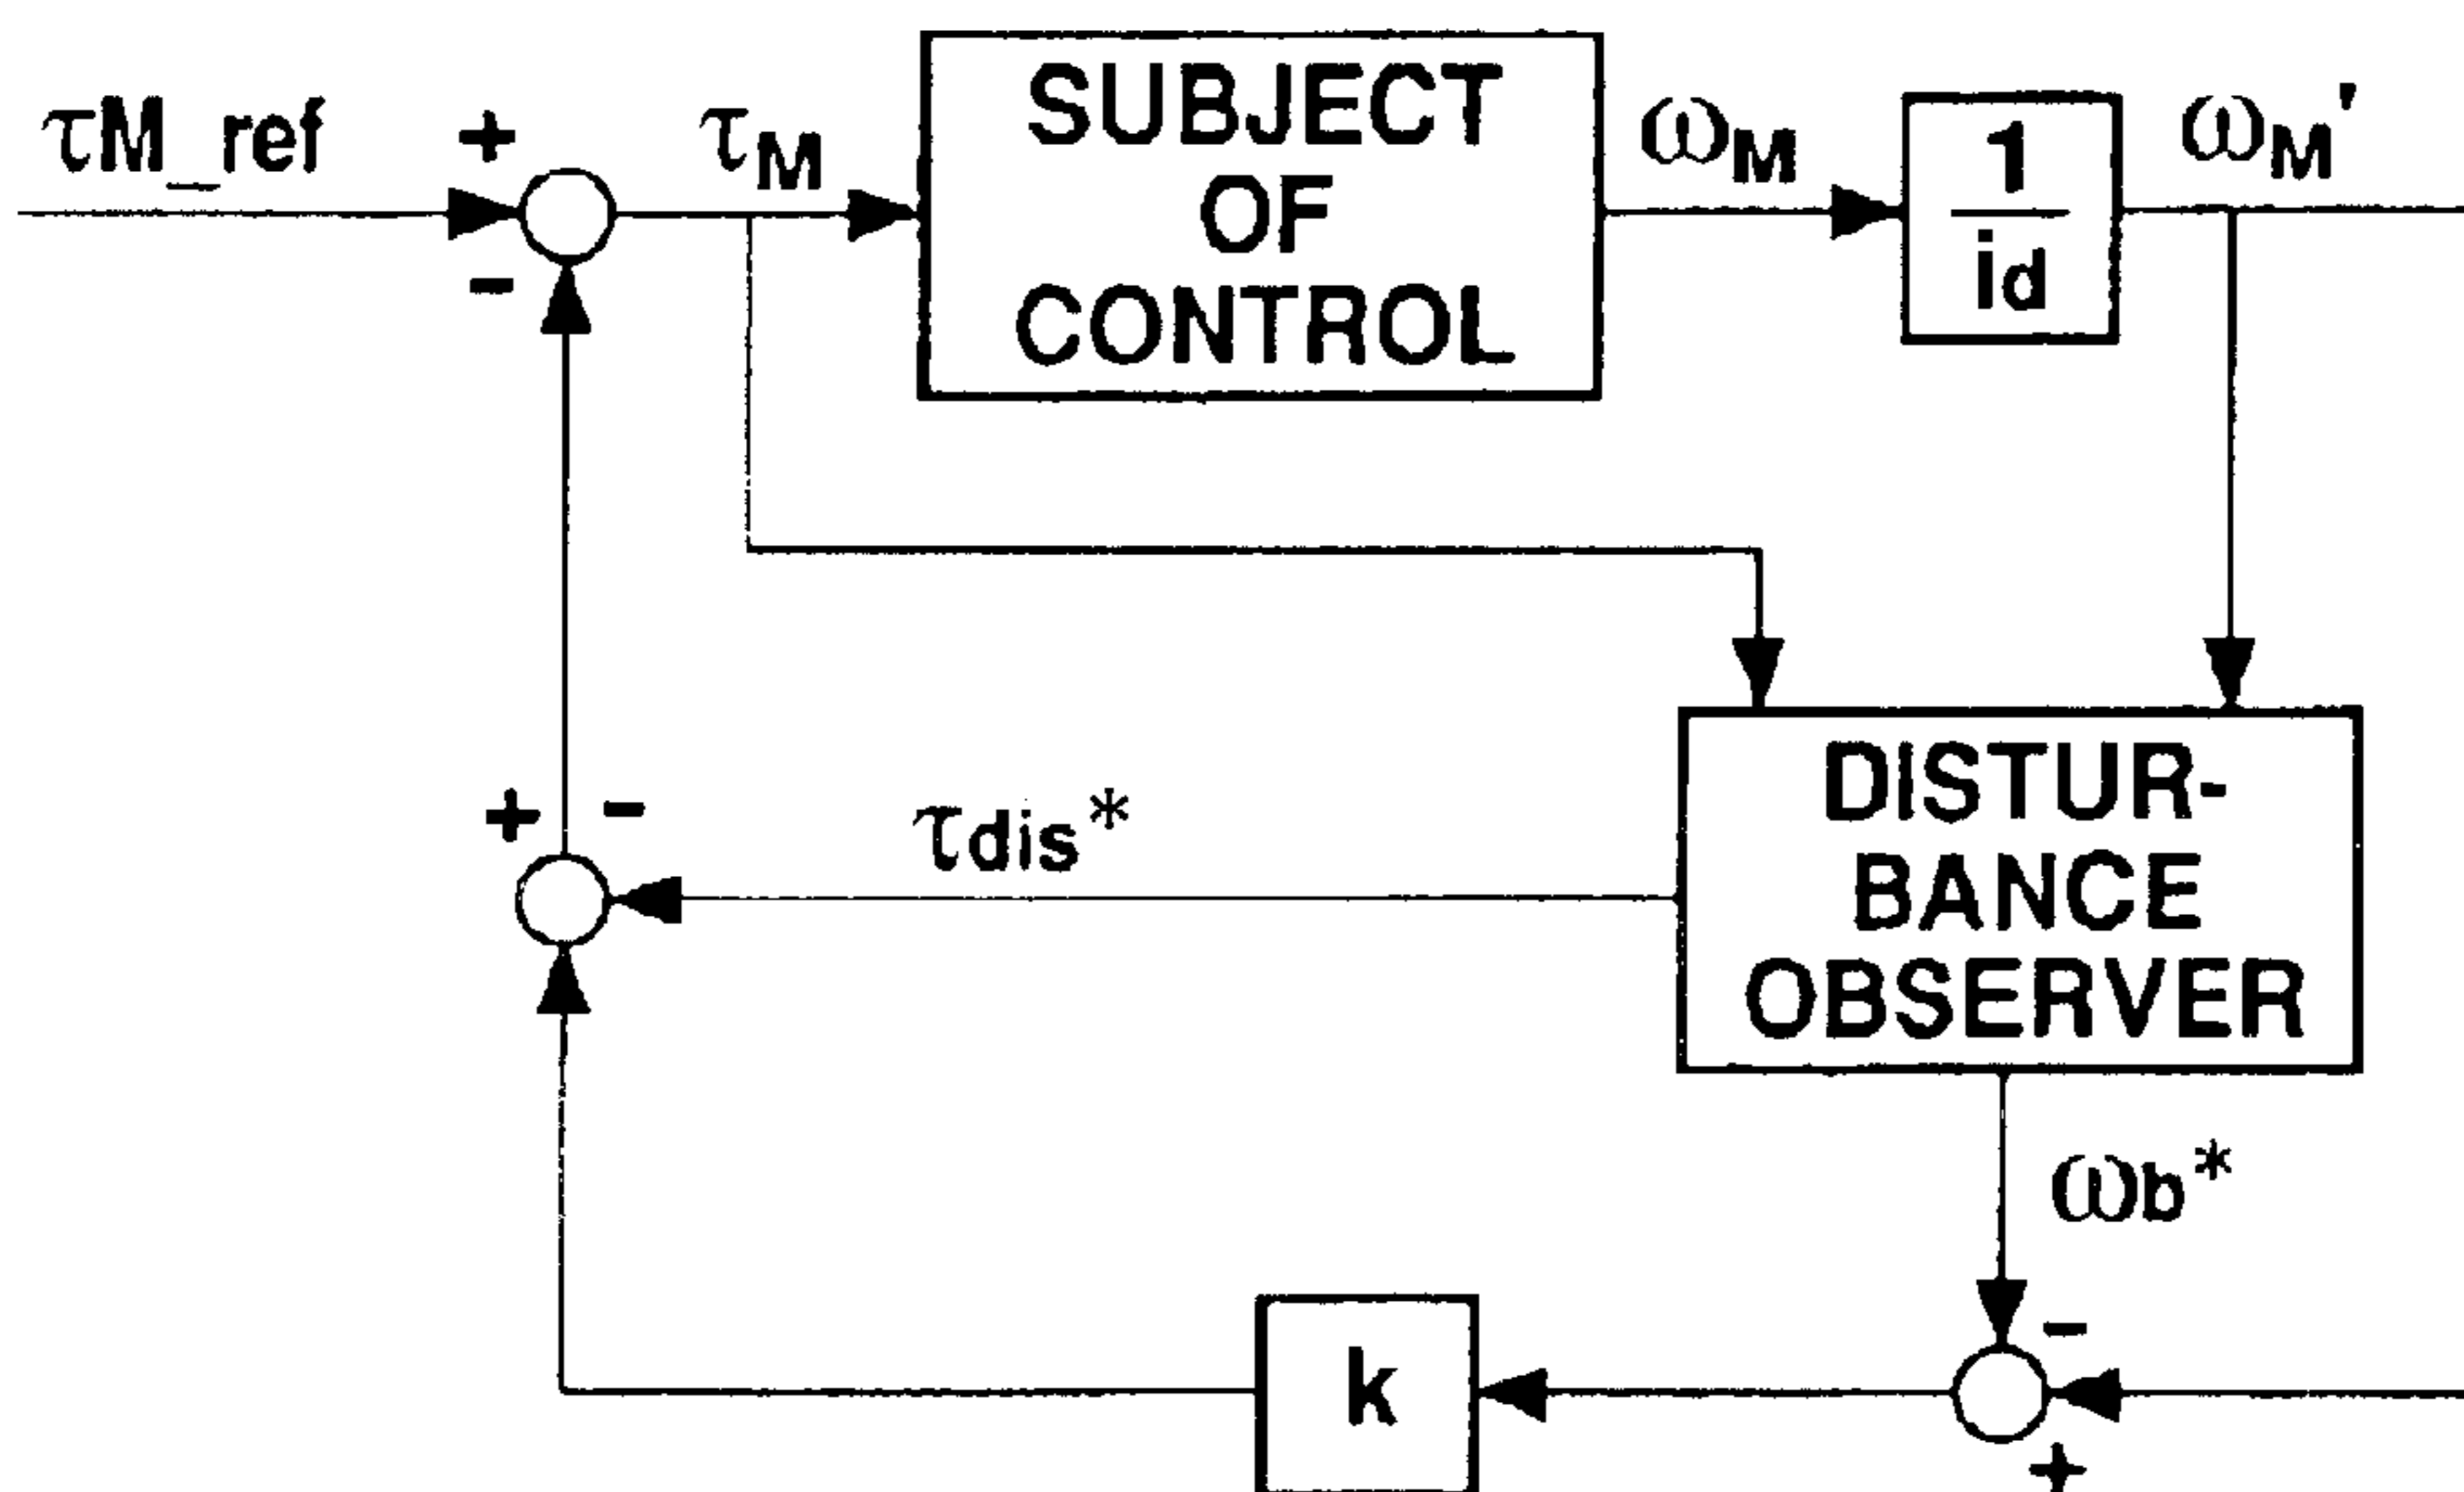 τM_ref
+
-
τM
SUBJECT
OF
CONTROL
ωM
1
id
ωM'
+
-
τdis*
DISTUR-
BANCE
OBSERVER
ωb*
-
k
+